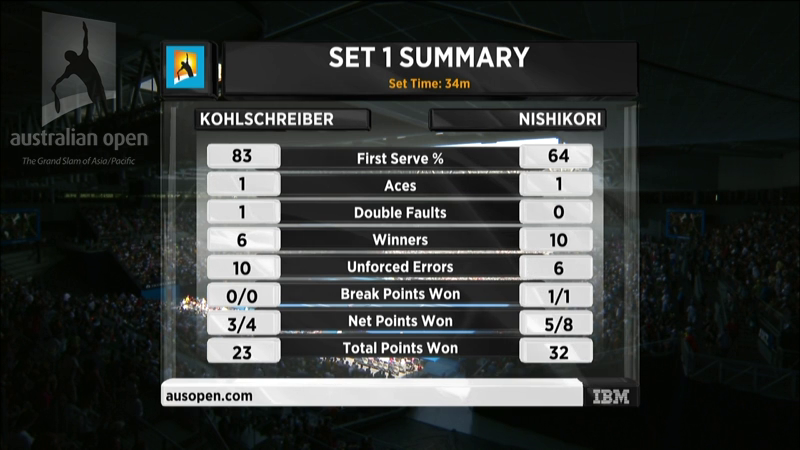 australian open
The Grand Slam of Asia/Pacific
SET 1 SUMMARY
Set Time: 34m
KOHLSCHREIBER NISHIKORI
83 First Serve % 64
1 Aces 1
1 Double Faults 0
6 Winners 10
10 Unforced Errors 6
0/0 Break Points Won 1/1
3/4 Net Points Won 5/8
23 Total Points Won 32
ausopen.com IBM